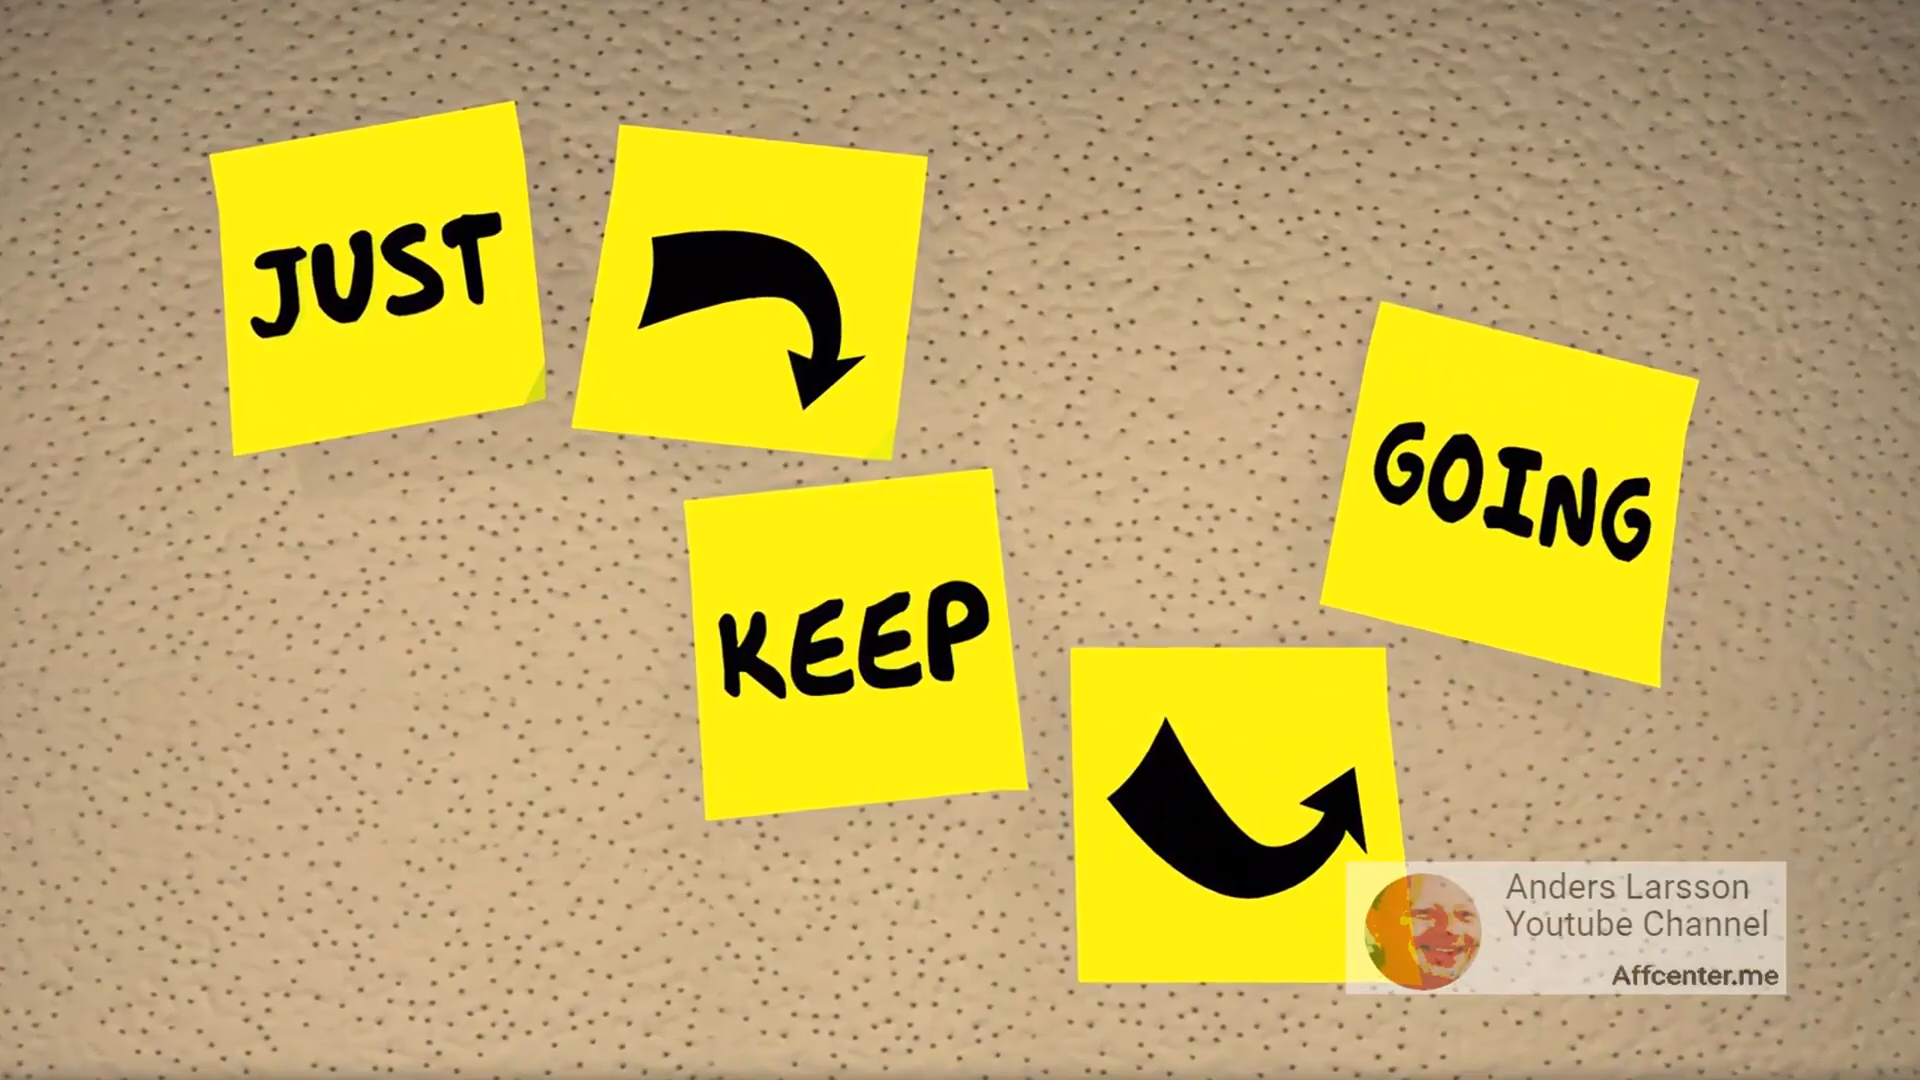 JUST
KEEP
GOING
Anders Larsson
Youtube Channel
Affcenter.me